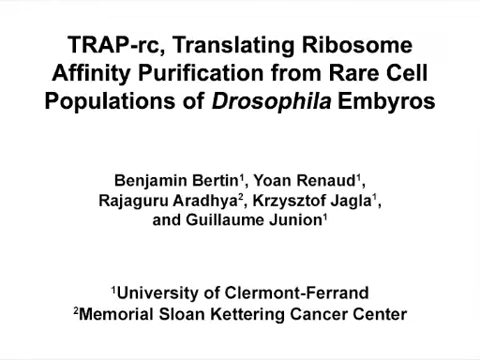 TRAP-rc, Translating Ribosome
Affinity Purification from Rare Cell
Populations of Drosophila Embyros
Benjamin Bertin¹, Yoan Renaud¹,
Rajaguru Aradhya², Krzysztof Jagla¹,
and Guillaume Junion¹
¹University of Clermont-Ferrand
²Memorial Sloan Kettering Cancer Center